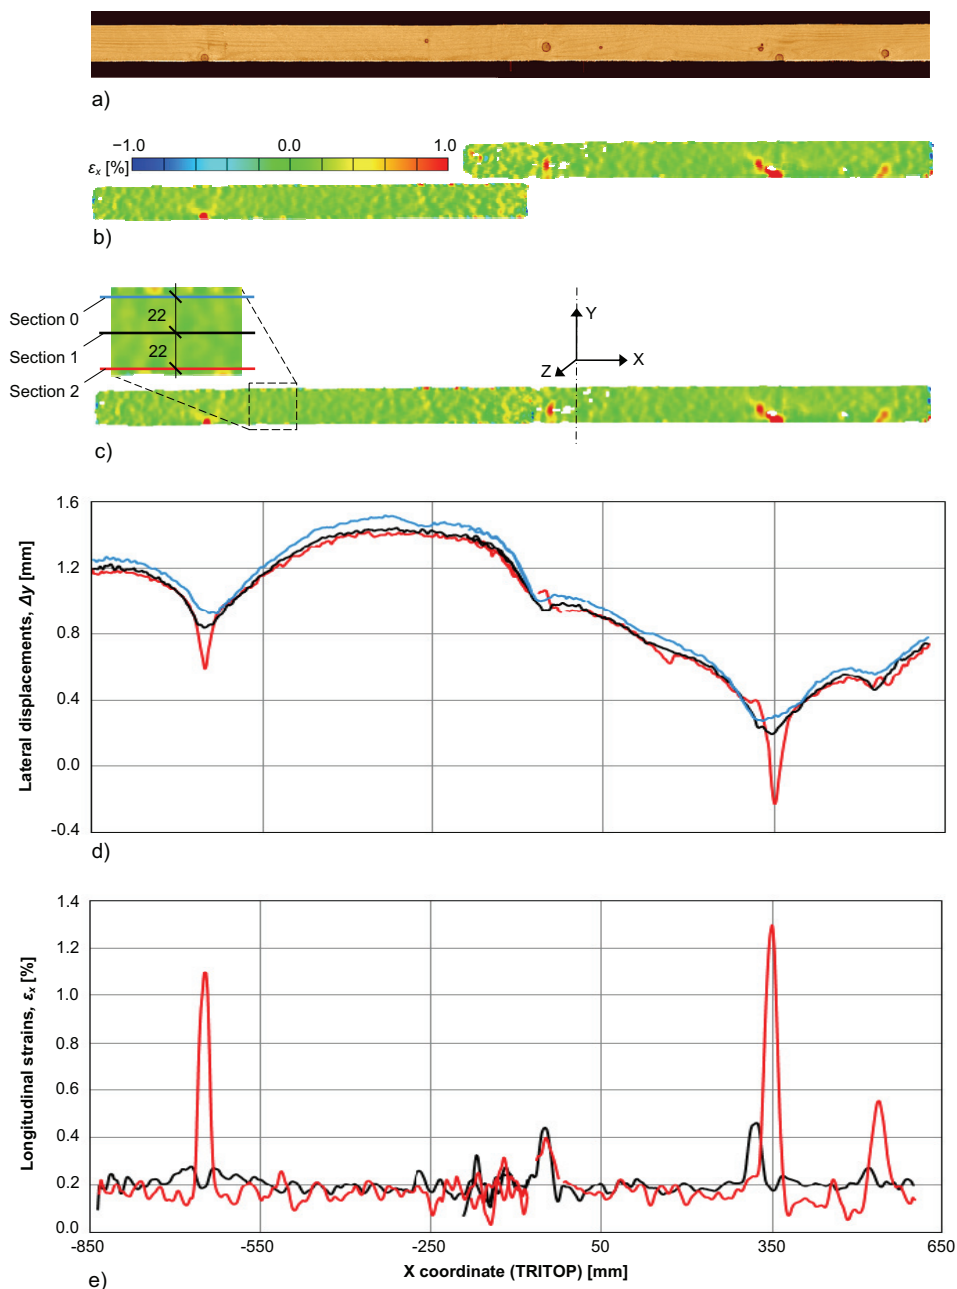 a)
−1.0 0.0 1.0
εx [%]
b)
Section 0
22
Section 1
22
Section 2
Y
X
Z
c)
1.6
1.2
0.8
0.4
0.0
-0.4
Lateral displacements, Δy [mm]
d)
1.4
1.2
1.0
0.8
0.6
0.4
0.2
0.0
Longitudinal strains, εx [%]
-850 -550 -250 50 350 650
X coordinate (TRITOP) [mm]
e)